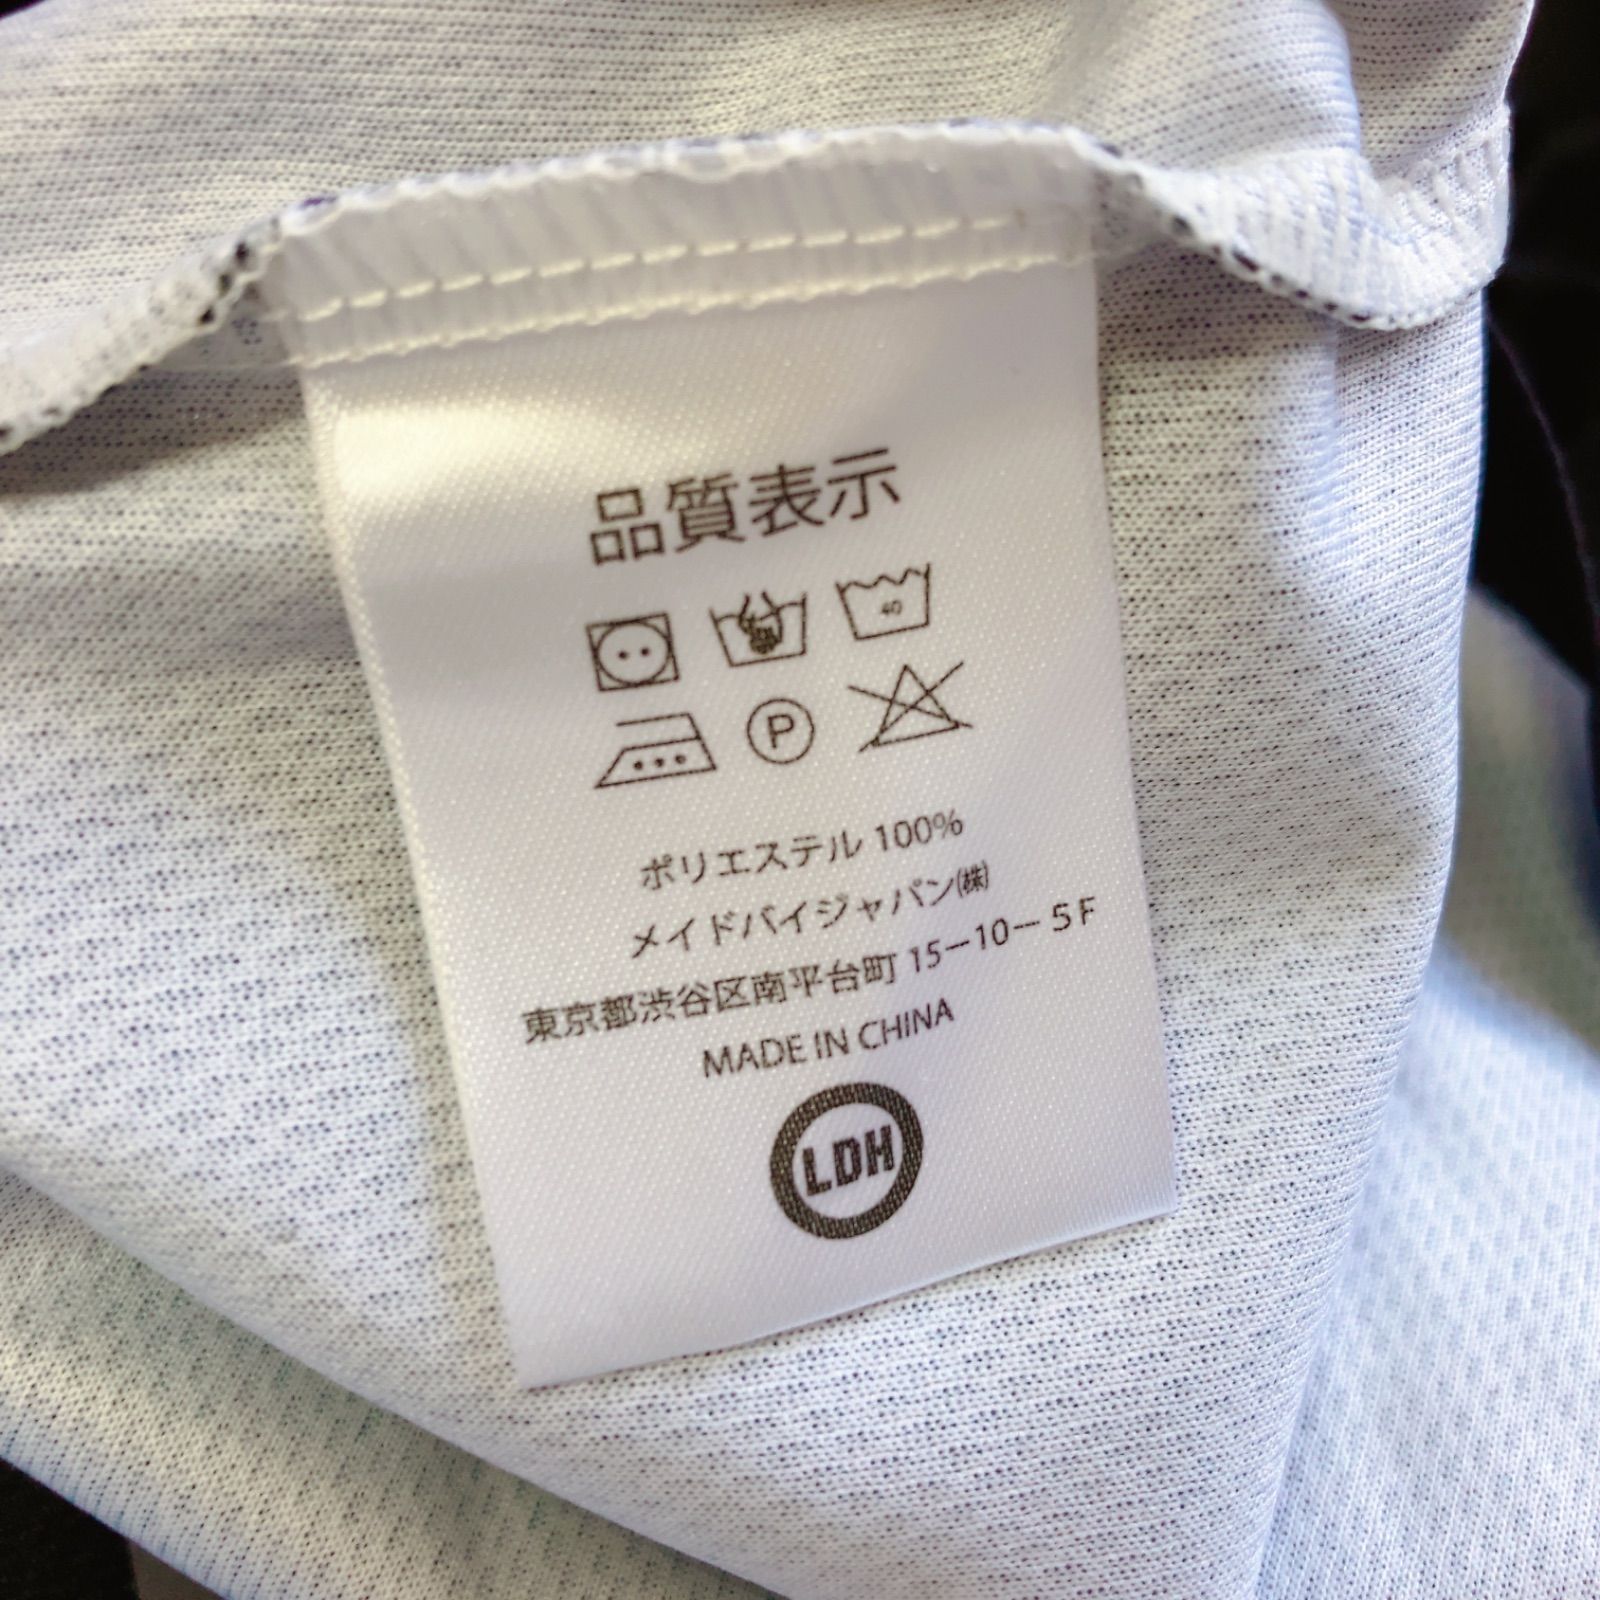 品質表示
40
P
ポリエステル 100%
メイドバイジャパン㈱
東京都渋谷区南平台町 15−10− 5F
MADE IN CHINA
LDH